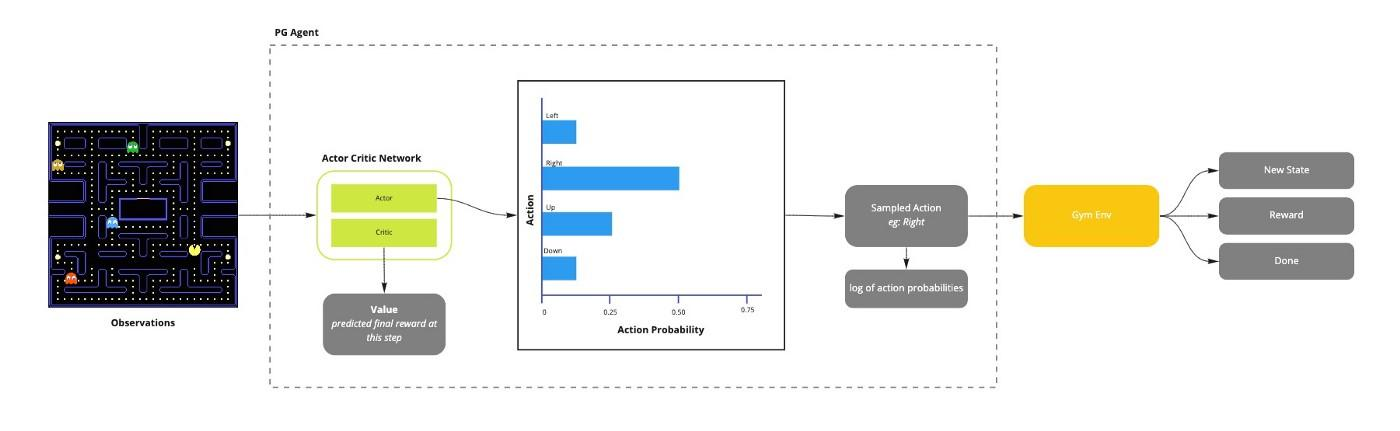 PG Agent
Observations
Actor Critic Network
Actor
Critic
Value
predicted final reward at
this step
Action
Left
Right
Up
Down
0 0.25 0.50 0.75
Action Probability
Sampled Action
eg: Right
log of action probabilities
Gym Env
New State
Reward
Done